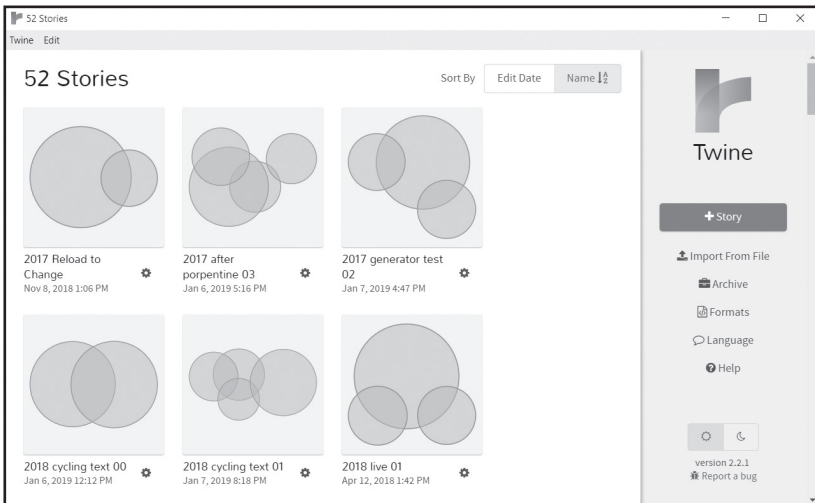 52 Stories
Twine Edit
52 Stories
Sort By Edit Date Name
2017 Reload to
Change
Nov 8, 2018 1:06 PM
2017 after
porpentine 03
Jan 6, 2019 5:16 PM
2017 generator test
02
Jan 7, 2019 4:47 PM
2018 cycling text 00
Jan 6, 2019 12:12 PM
2018 cycling text 01
Jan 7, 2019 8:18 PM
2018 live 01
Apr 12, 2018 1:42 PM
Twine
+ Story
Import From File
Archive
Formats
Language
Help
version 2.2.1
Report a bug